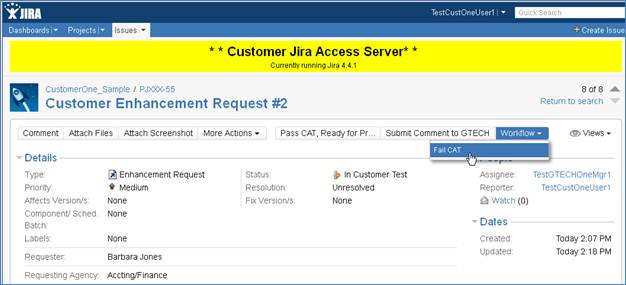 JIRA
TestCustOneUser1
Quick Search
Dashboards Projects Issues
+ Create Issue
* * Customer Jira Access Server* *
Currently running Jira 4.4.1
CustomerOne_Sample / PJXXX-55
Customer Enhancement Request #2
8 of 8
Return to search
Comment Attach Files Attach Screenshot More Actions Pass CAT, Ready for Pr... Submit Comment to GTECH Workflow Views
Fail CAT
Details
Type: Enhancement Request
Priority: Medium
Affects Version/s: None
Component/ Sched. Batch: None
Labels: None
Status: In Customer Test
Resolution: Unresolved
Fix Version/s: None
Requester: Barbara Jones
Requesting Agency: Accting/Finance
People
Assignee: TestGTECHOneMgr1
Reporter: TestCustOneUser1
Watch (0)
Dates
Created: Today 2:07 PM
Updated: Today 2:18 PM